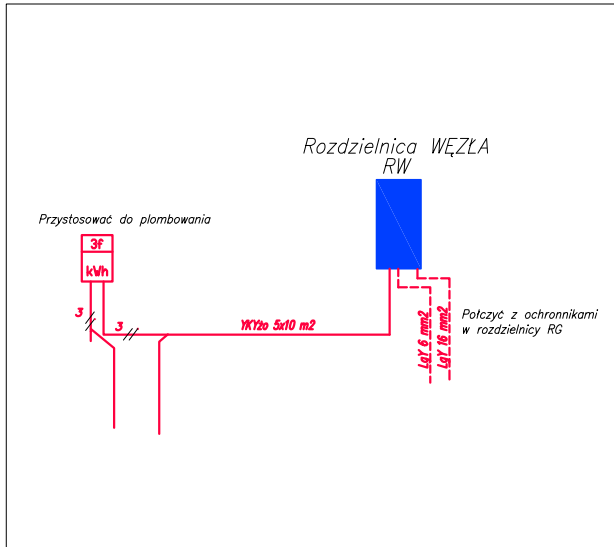 Rozdzielnica WĘZŁA
RW
Przystosować do plombowania
3f
kWh
3
3
YKYżo 5x10 m2
LgY 6 mm2
LgY 16 mm2
Połczyć z ochronnikami
w rozdzielnicy RG